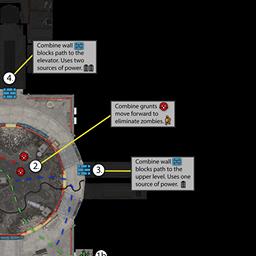 Combine wall
blocks path to the
elevator. Uses two
sources of power.
4
Combine grunts
move forward to
eliminate zombies.
2.
3
Combine wall
blocks path to the
upper level. Uses one
source of power.
1b